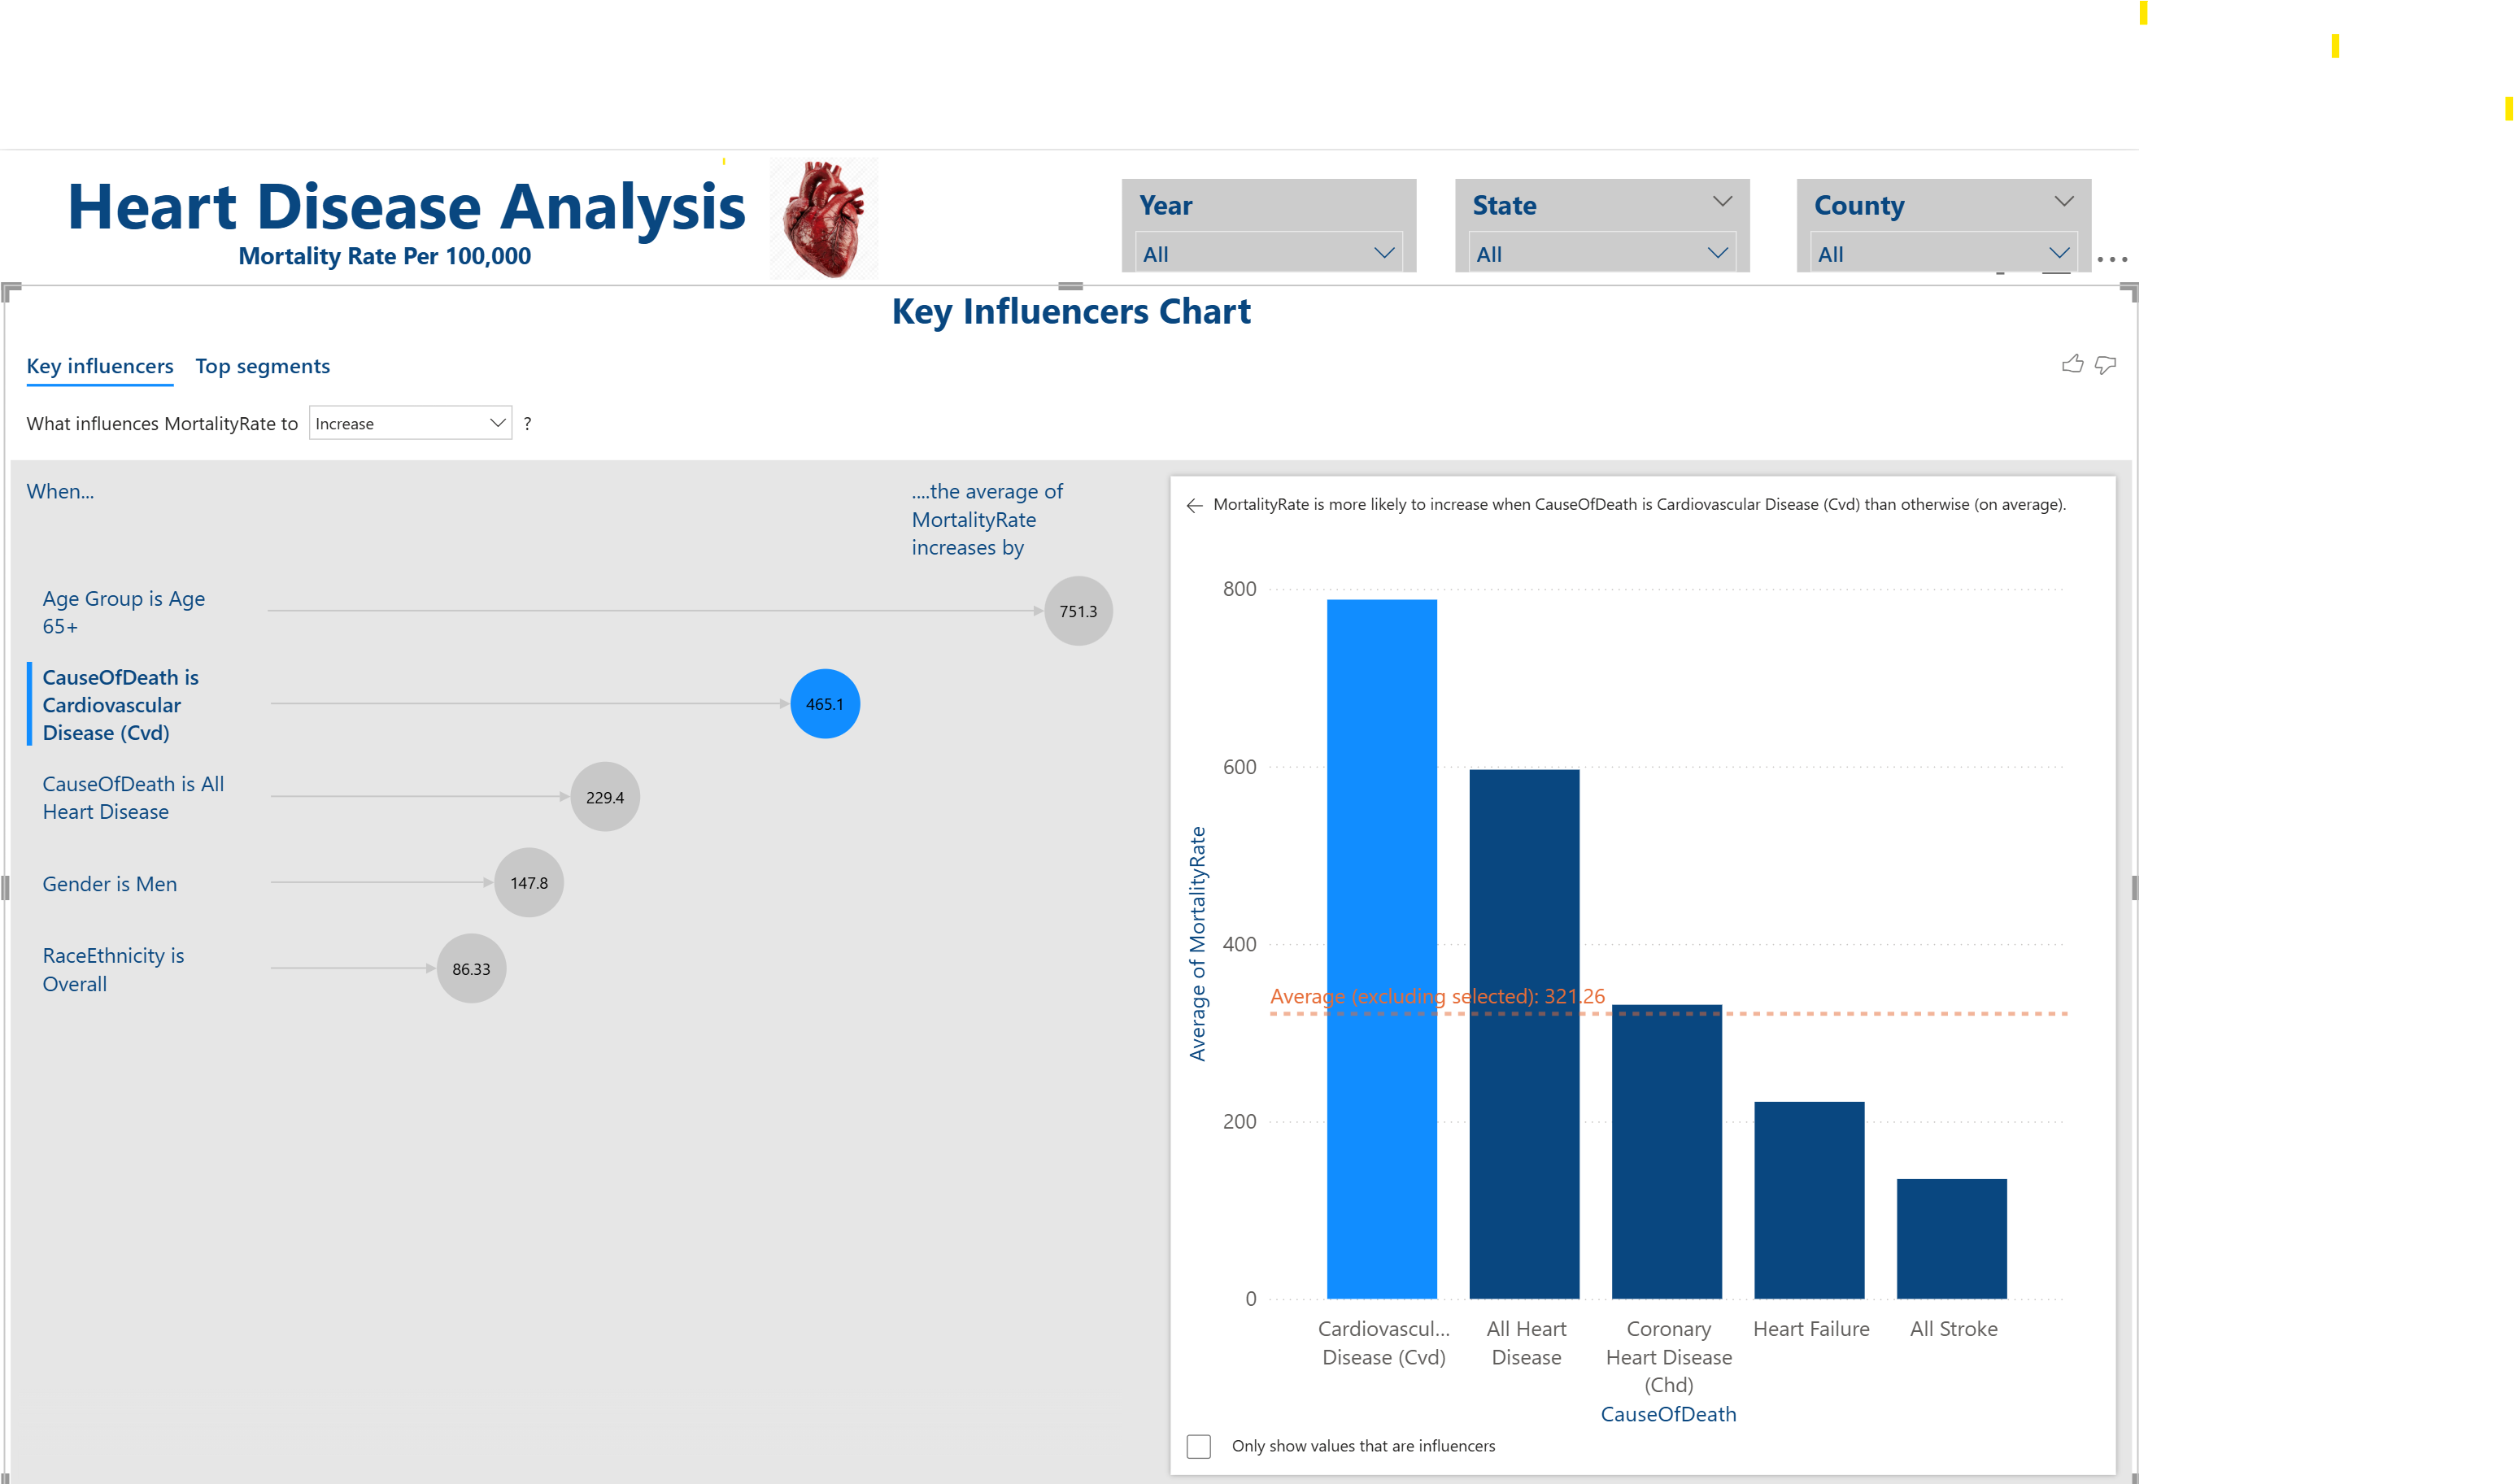 Heart Disease Analysis
Mortality Rate Per 100,000
Year
All
State
All
County
All
Key Influencers Chart
Key influencers
Top segments
What influences MortalityRate to
Increase
?
When...
....the average of
MortalityRate
increases by
Age Group is Age
65+
751.3
CauseOfDeath is
Cardiovascular
Disease (Cvd)
465.1
CauseOfDeath is All
Heart Disease
229.4
Gender is Men
147.8
RaceEthnicity is
Overall
86.33
MortalityRate is more likely to increase when CauseOfDeath is Cardiovascular Disease (Cvd) than otherwise (on average).
Average of MortalityRate
800
600
400
200
0
Average (excluding selected): 321.26
Cardiovascul...
Disease (Cvd)
All Heart
Disease
Coronary
Heart Disease
(Chd)
Heart Failure
All Stroke
CauseOfDeath
Only show values that are influencers